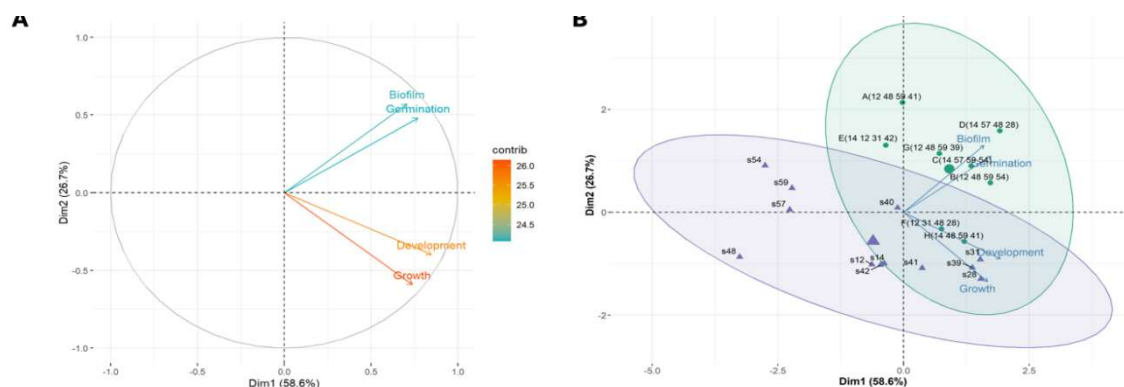 A
1.0
0.5
0.0
-0.5
-1.0
Dim2 (26.7%)
Biofilm
Germination
Development
Growth
-1.0
-0.5
0.0
0.5
1.0
Dim1 (58.6%)
contrib
26.0
25.5
25.0
24.5
B
2
0
-2
Dim2 (26.7%)
A(12 48 59 41)
D(14 57 48 28)
Biofilm
E(14 12 31 42)
G(12 48 59 39)
C(14 57 59 54)
Germination
B(12 48 59 54)
s54
s59
s57
s40
F(12 31 48 28)
H(14 48 59 41)
s31
Development
s48
s12
s14
s42
s41
s39
s28
Growth
-5.0
-2.5
0.0
2.5
Dim1 (58.6%)